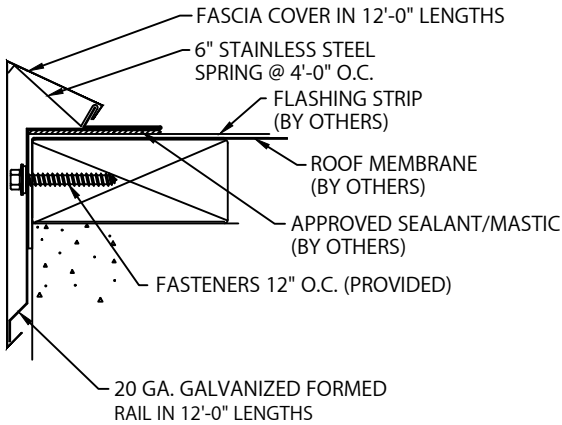 FASCIA COVER IN 12'-0" LENGTHS
6" STAINLESS STEEL
SPRING @ 4'-0" O.C.
FLASHING STRIP
(BY OTHERS)
ROOF MEMBRANE
(BY OTHERS)
APPROVED SEALANT/MASTIC
(BY OTHERS)
FASTENERS 12" O.C. (PROVIDED)
20 GA. GALVANIZED FORMED
RAIL IN 12'-0" LENGTHS